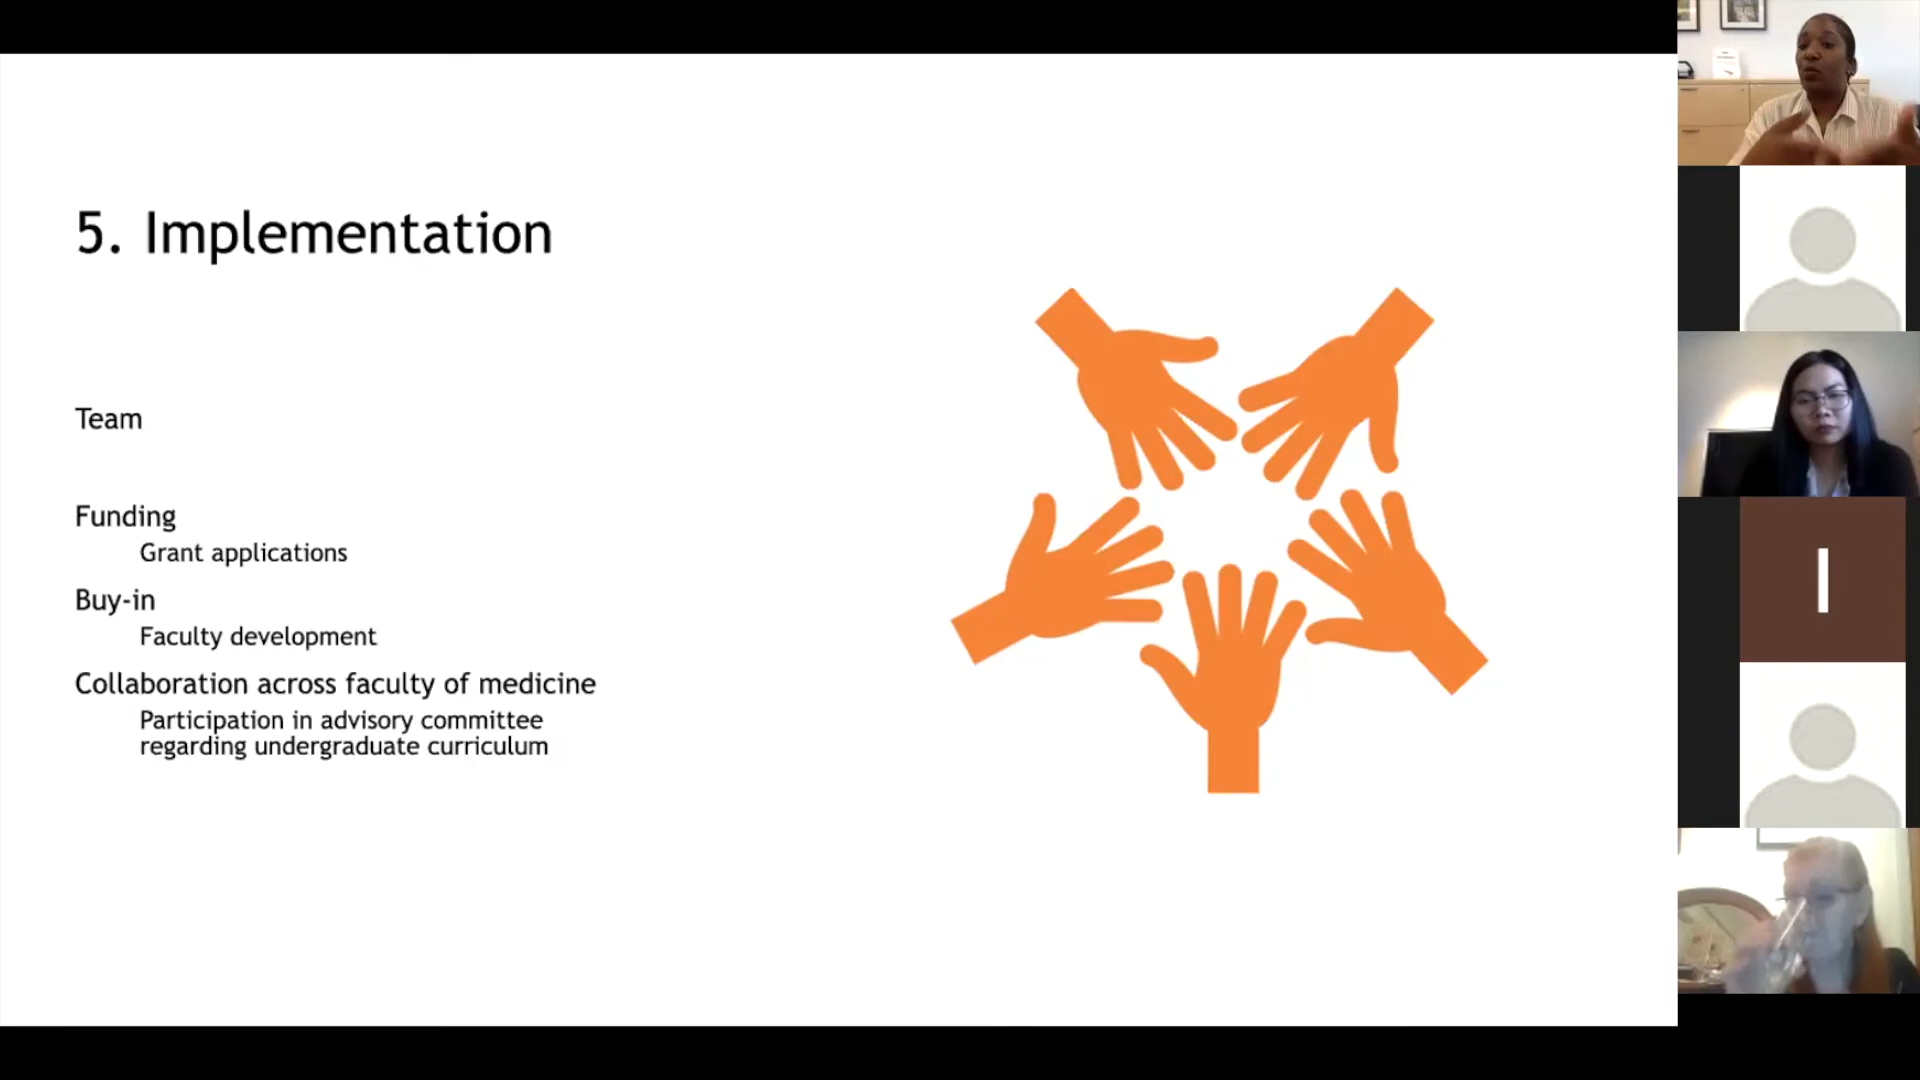 5. Implementation
Team
Funding
Grant applications
Buy-in
Faculty development
Collaboration across faculty of medicine
Participation in advisory committee
regarding undergraduate curriculum
I